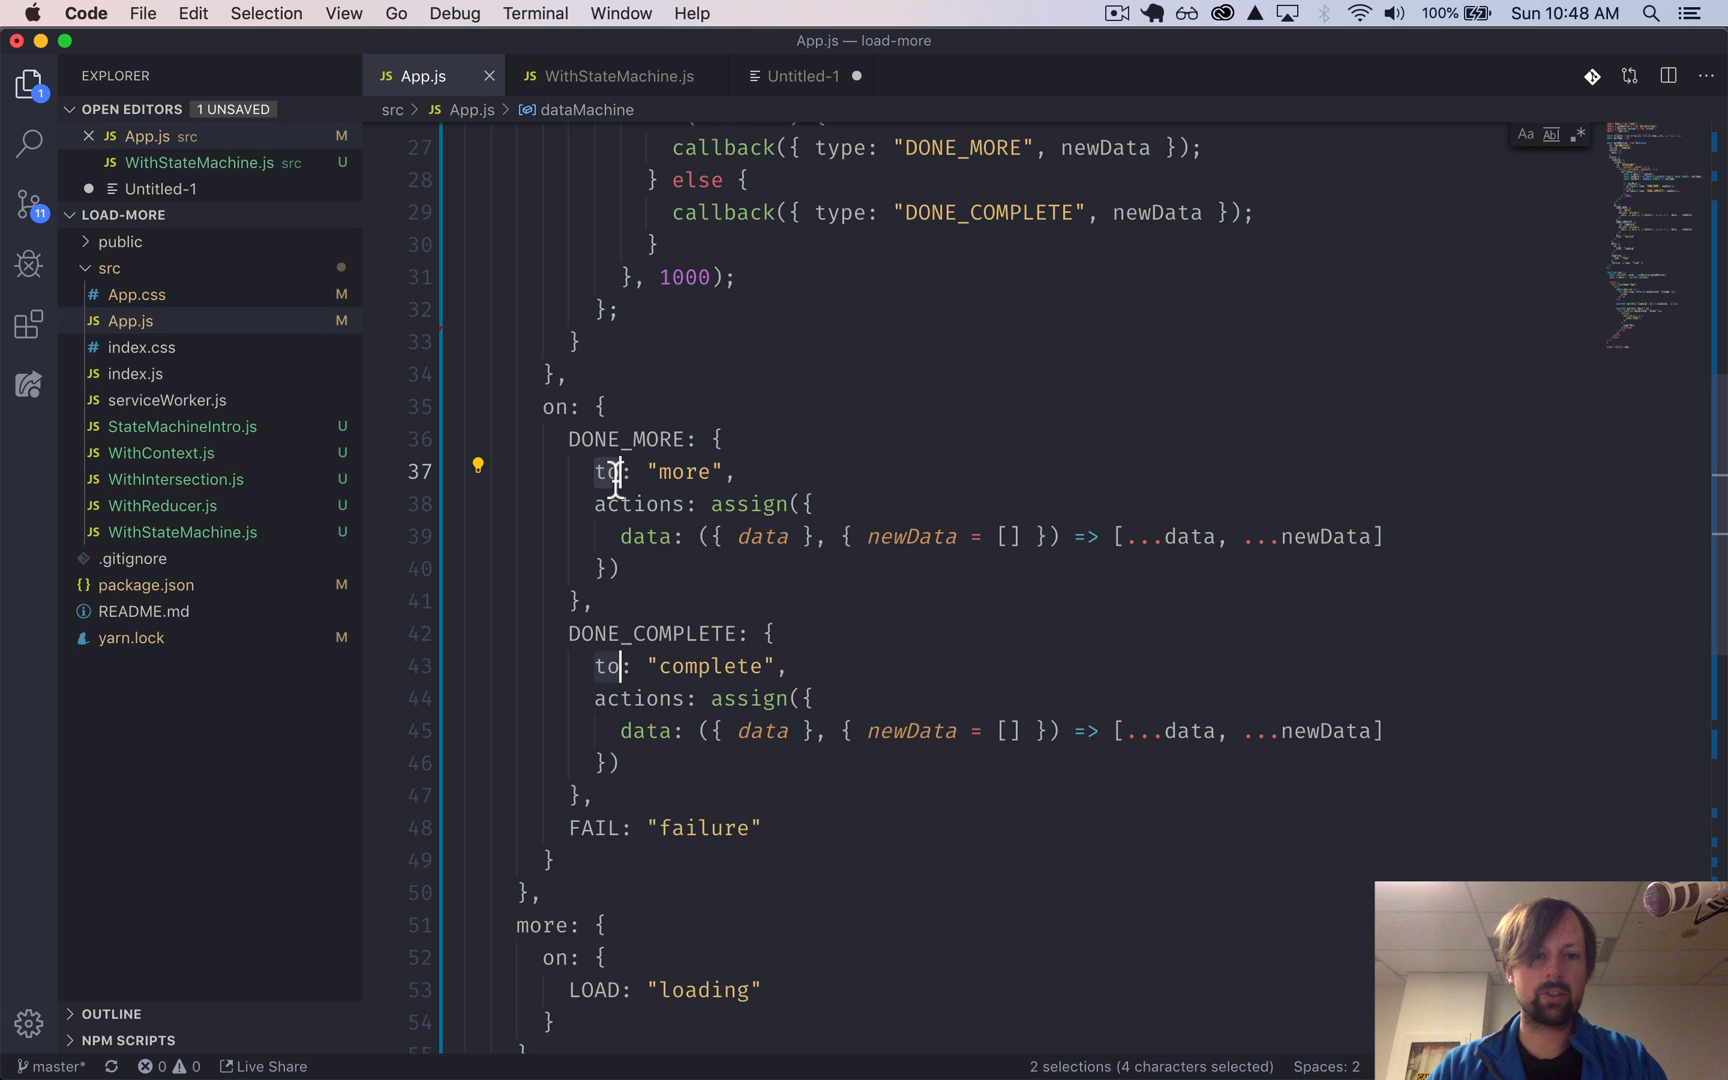 Code File Edit Selection View Go Debug Terminal Window Help 100% Sun 10:48 AM
App.js — load-more
EXPLORER
OPEN EDITORS 1 UNSAVED
App.js src M
WithStateMachine.js src U
Untitled-1
LOAD-MORE
public
src
App.css M
App.js M
index.css
index.js
serviceWorker.js
StateMachineIntro.js U
WithContext.js U
WithIntersection.js U
WithReducer.js U
WithStateMachine.js U
.gitignore
package.json M
README.md
yarn.lock M
OUTLINE
NPM SCRIPTS
1
11
App.js WithStateMachine.js Untitled-1
src > App.js > dataMachine
Aa Abl .*
27 callback({ type: "DONE_MORE", newData });
28 } else {
29 callback({ type: "DONE_COMPLETE", newData });
30 }
31 }, 1000);
32 };
33 }
34 },
35 on: {
36 DONE_MORE: {
37 to: "more",
38 actions: assign({
39 data: ({ data }, { newData = [] }) => [...data, ...newData]
40 })
41 },
42 DONE_COMPLETE: {
43 to: "complete",
44 actions: assign({
45 data: ({ data }, { newData = [] }) => [...data, ...newData]
46 })
47 },
48 FAIL: "failure"
49 }
50 },
51 more: {
52 on: {
53 LOAD: "loading"
54 }
master* 0 0 Live Share 2 selections (4 characters selected) Spaces: 2